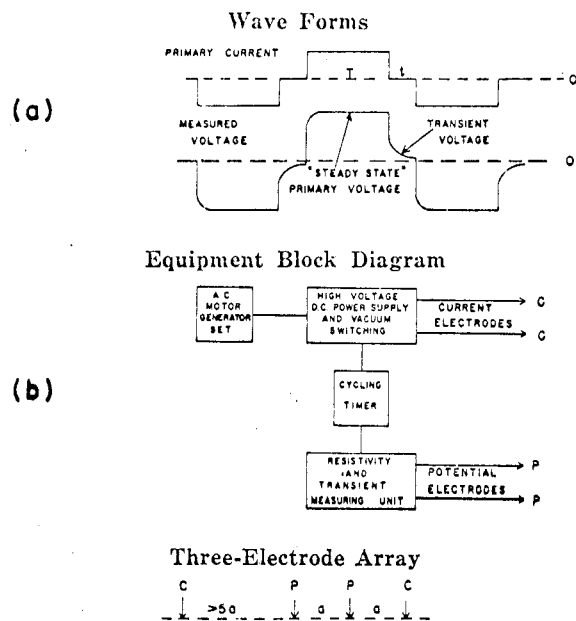 Wave Forms
PRIMARY CURRENT
T
t
O
(a)
MEASURED
VOLTAGE
TRANSIENT
VOLTAGE
O
"STEADY STATE"
PRIMARY VOLTAGE
Equipment Block Diagram
A.C
MOTOR
GENERATOR
SET
HIGH VOLTAGE
D.C. POWER SUPPLY
AND VACUUM
SWITCHING
C
CURRENT
ELECTRODES
C
(b)
CYCLING
TIMER
RESISTIVITY
AND
TRANSIENT
MEASURING UNIT
P
POTENTIAL
ELECTRODES
P
Three-Electrode Array
C P P C
>5a a a